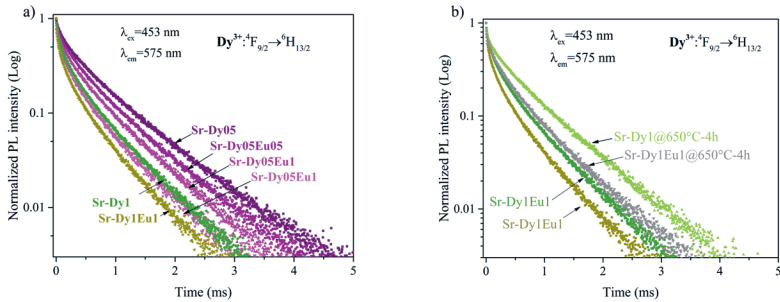 a)
λex=453 nm
λem=575 nm
Dy3+:4F9/2→6H13/2
Normalized PL intensity (Log)
1
0.1
0.01
Sr-Dy05
Sr-Dy05Eu05
Sr-Dy05Eu1
Sr-Dy05Eu1
Sr-Dy1
Sr-Dy1Eu1
0 1 2 3 4 5
Time (ms)
b)
λex=453 nm
λem=575 nm
Dy3+:4F9/2→6H13/2
Normalized PL intensity (Log)
1
0.1
0.01
Sr-Dy1@650°C-4h
Sr-Dy1Eu1@650°C-4h
Sr-Dy1Eu1
Sr-Dy1Eu1
0 1 2 3 4 5
Time (ms)